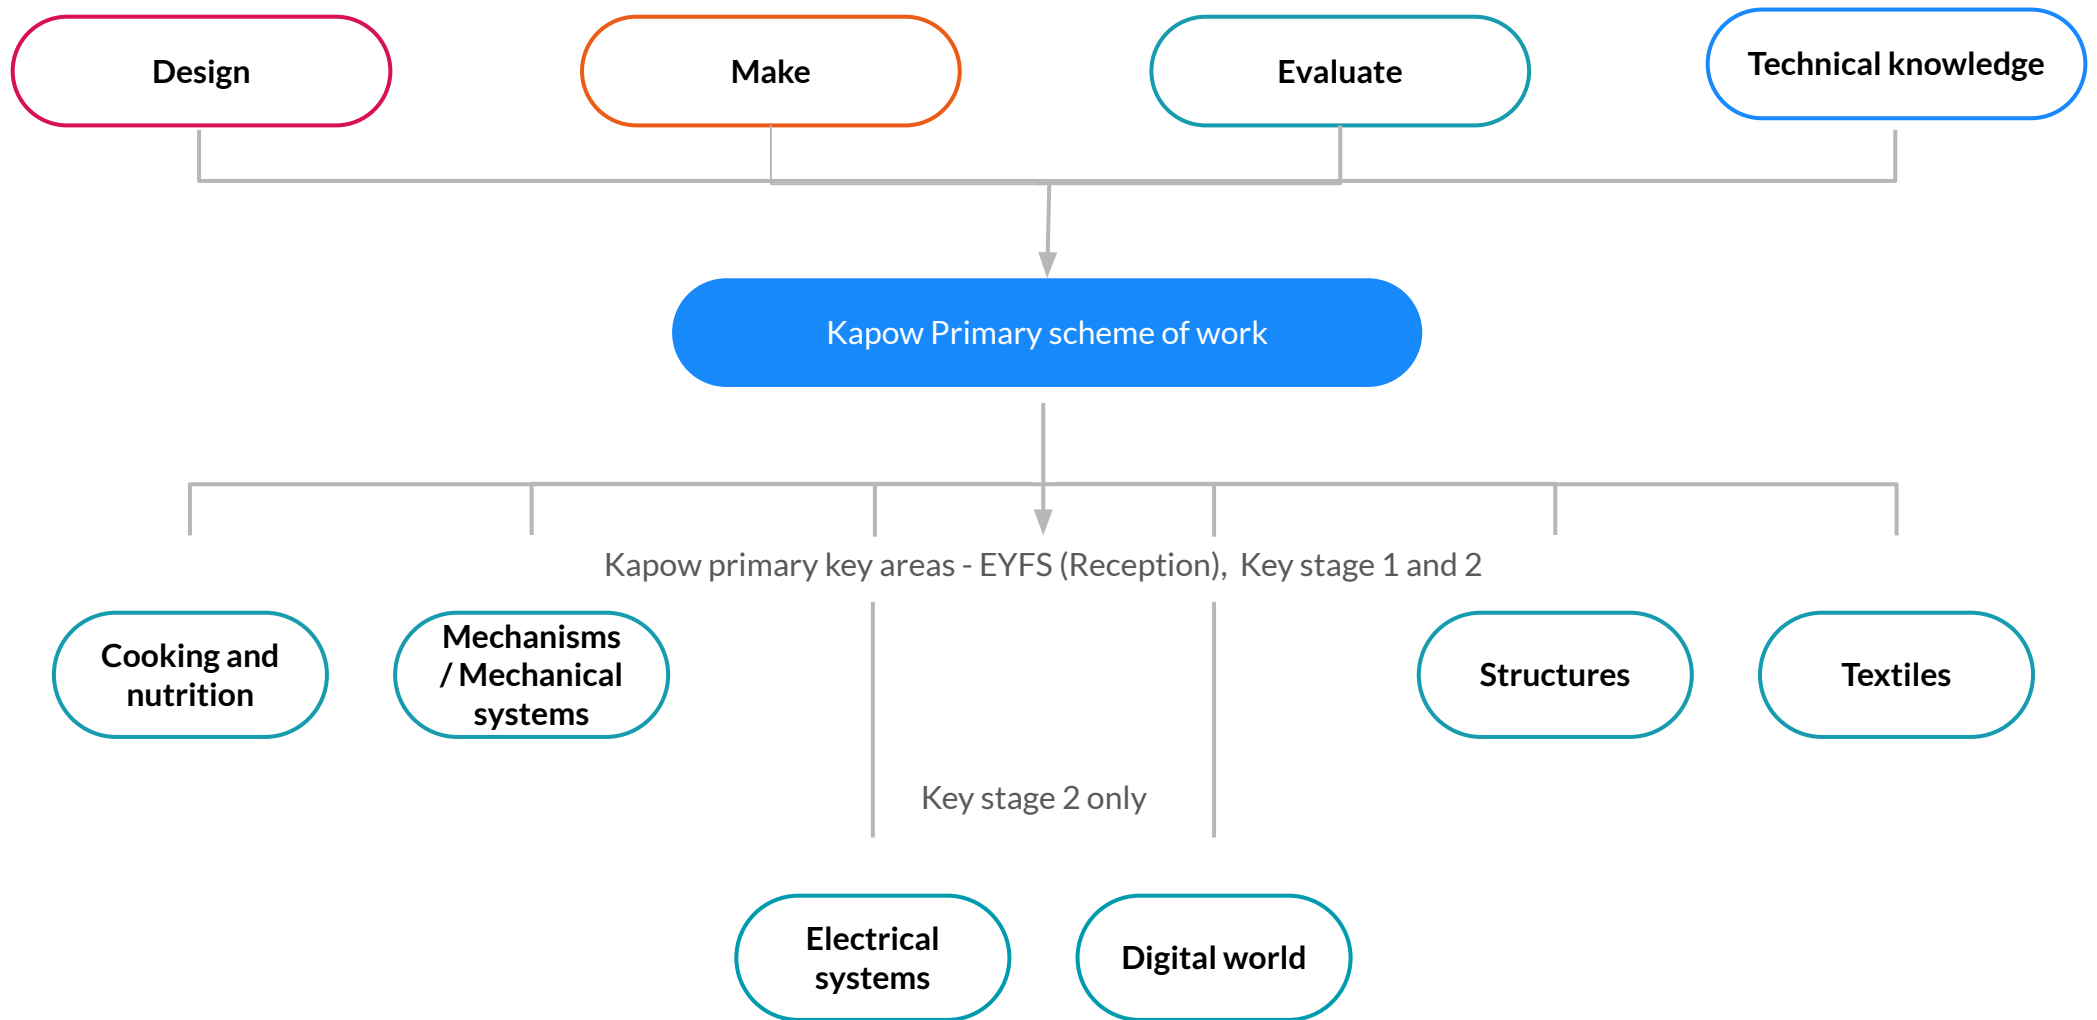 Design
Make
Evaluate
Technical knowledge
Kapow Primary scheme of work
Kapow primary key areas - EYFS (Reception),  Key stage 1 and 2
Cooking and
nutrition
Mechanisms
/ Mechanical
systems
Structures
Textiles
Key stage 2 only
Electrical
systems
Digital world